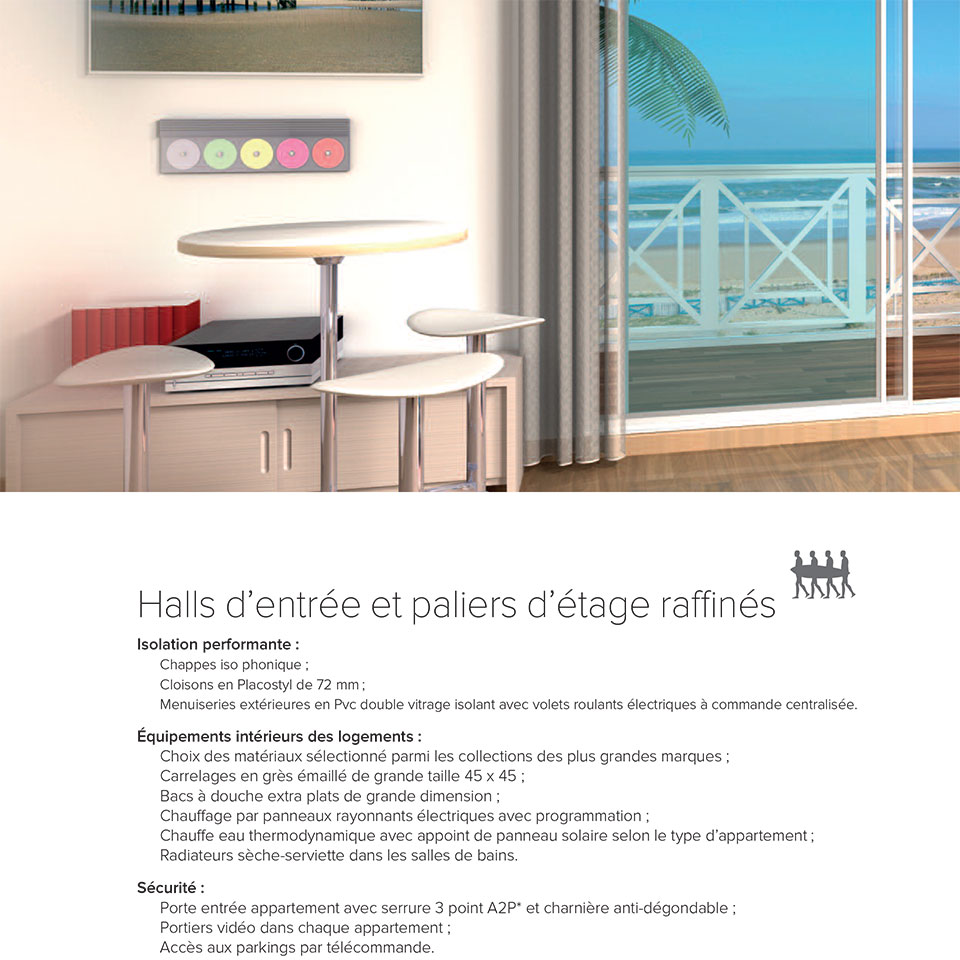 Halls d’entrée et paliers d’étage raffinés
Isolation performante :
Chappes iso phonique ;
Cloisons en Placostyl de 72 mm ;
Menuiseries extérieures en Pvc double vitrage isolant avec volets roulants électriques à commande centralisée.
Équipements intérieurs des logements :
Choix des matériaux sélectionné parmi les collections des plus grandes marques ;
Carrelages en grès émaillé de grande taille 45 x 45 ;
Bacs à douche extra plats de grande dimension ;
Chauffage par panneaux rayonnants électriques avec programmation ;
Chauffe eau thermodynamique avec appoint de panneau solaire selon le type d’appartement ;
Radiateurs sèche-serviette dans les salles de bains.
Sécurité :
Porte entrée appartement avec serrure 3 point A2P* et charnière anti-dégondable ;
Portiers vidéo dans chaque appartement ;
Accès aux parkings par télécommande.